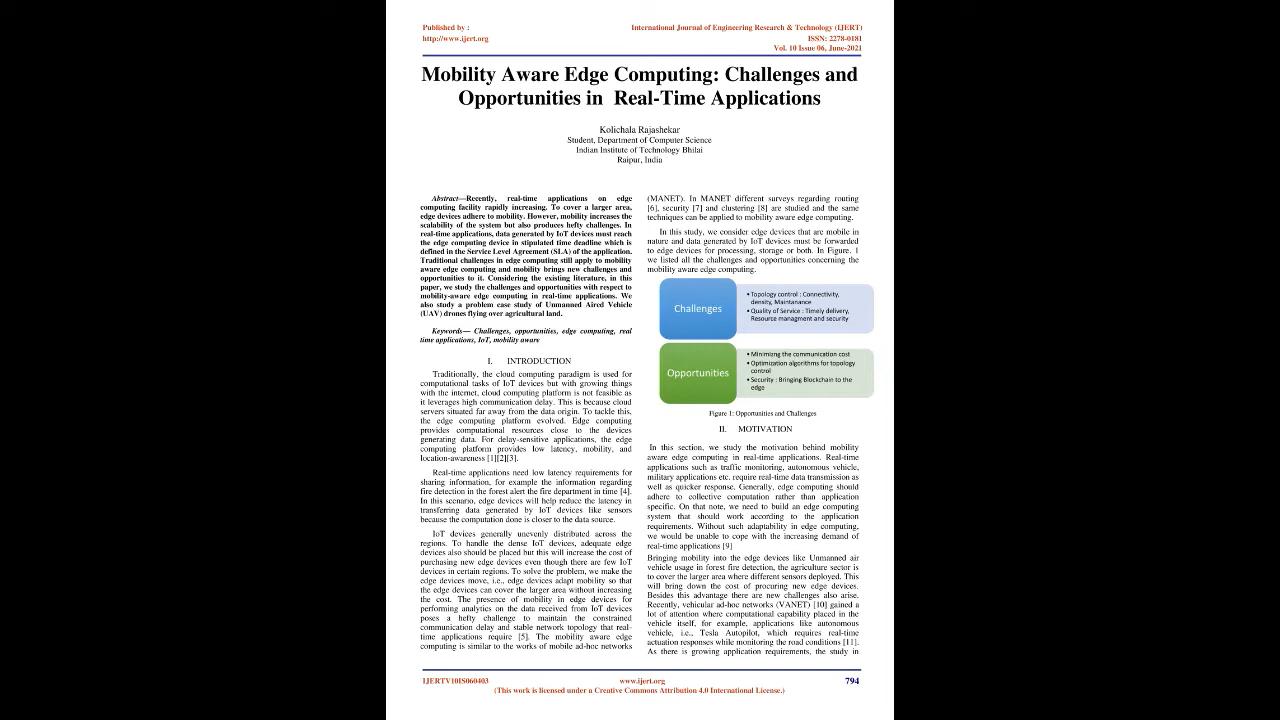 Published by :
http://www.ijert.org
International Journal of Engineering Research & Technology (IJERT)
ISSN: 2278-0181
Vol. 10 Issue 06, June-2021
Mobility Aware Edge Computing: Challenges and
Opportunities in Real-Time Applications
Kolichala Rajashekar
Student, Department of Computer Science
Indian Institute of Technology Bhilai
Raipur, India
Abstract—Recently, real-time applications on edge
computing facility rapidly increasing. To cover a larger area,
edge devices adhere to mobility. However, mobility increases the
scalability of the system but also produces hefty challenges. In
real-time applications, data generated by IoT devices must reach
the edge computing device in stipulated time deadline which is
defined in the Service Level Agreement (SLA) of the application.
Traditional challenges in edge computing still apply to mobility
aware edge computing and mobility brings new challenges and
opportunities to it. Considering the existing literature, in this
paper, we study the challenges and opportunities with respect to
mobility-aware edge computing in real-time applications. We
also study a problem case study of Unmanned Aired Vehicle
(UAV) drones flying over agricultural land.
Keywords— Challenges, opportunities, edge computing, real
time applications, IoT, mobility aware
I. INTRODUCTION
Traditionally, the cloud computing paradigm is used for
computational tasks of IoT devices but with growing things
with the internet, cloud computing platform is not feasible as
it leverages high communication delay. This is because cloud
servers situated far away from the data origin. To tackle this,
the edge computing platform evolved. Edge computing
provides computational resources close to the devices
generating data. For delay-sensitive applications, the edge
computing platform provides low latency, mobility, and
location-awareness [1][2][3].
Real-time applications need low latency requirements for
sharing information, for example the information regarding
fire detection in the forest alert the fire department in time [4].
In this scenario, edge devices will help reduce the latency in
transferring data generated by IoT devices like sensors
because the computation done is closer to the data source.
IoT devices generally unevenly distributed across the
regions. To handle the dense IoT devices, adequate edge
devices also should be placed but this will increase the cost of
purchasing new edge devices even though there are few IoT
devices in certain regions. To solve the problem, we make the
edge devices move, i.e., edge devices adapt mobility so that
the edge devices can cover the larger area without increasing
the cost. The presence of mobility in edge devices for
performing analytics on the data received from IoT devices
poses a hefty challenge to maintain the constrained
communication delay and stable network topology that real-
time applications require [5]. The mobility aware edge
computing is similar to the works of mobile ad-hoc networks
(MANET). In MANET different surveys regarding routing
[6], security [7] and clustering [8] are studied and the same
techniques can be applied to mobility aware edge computing.
In this study, we consider edge devices that are mobile in
nature and data generated by IoT devices must be forwarded
to edge devices for processing, storage or both. In Figure. 1
we listed all the challenges and opportunities concerning the
mobility aware edge computing.
Challenges
• Topology control : Connectivity,
density, Maintanance
• Quality of Service : Timely delivery,
Resource managment and security
Opportunities
• Minimizng the communication cost
• Optimization algorithms for topology
control
• Security : Bringing Blockchain to the
edge
Figure 1: Opportunities and Challenges
II. MOTIVATION
In this section, we study the motivation behind mobility
aware edge computing in real-time applications. Real-time
applications such as traffic monitoring, autonomous vehicle,
military applications etc. require real-time data transmission as
well as quicker response. Generally, edge computing should
adhere to collective computation rather than application
specific. On that note, we need to build an edge computing
system that should work according to the application
requirements. Without such adaptability in edge computing,
we would be unable to cope with the increasing demand of
real-time applications [9]
Bringing mobility into the edge devices like Unmanned air
vehicle usage in forest fire detection, the agriculture sector is
to cover the larger area where different sensors deployed. This
will bring down the cost of procuring new edge devices.
Besides this advantage there are new challenges also arise.
Recently, vehicular ad-hoc networks (VANET) [10] gained a
lot of attention where computational capability placed in the
vehicle itself, for example, applications like autonomous
vehicle, i.e., Tesla Autopilot, which requires real-time
actuation responses while monitoring the road conditions [11].
As there is growing application requirements, the study in
IJERTV10IS060403
www.ijert.org
794
(This work is licensed under a Creative Commons Attribution 4.0 International License.)